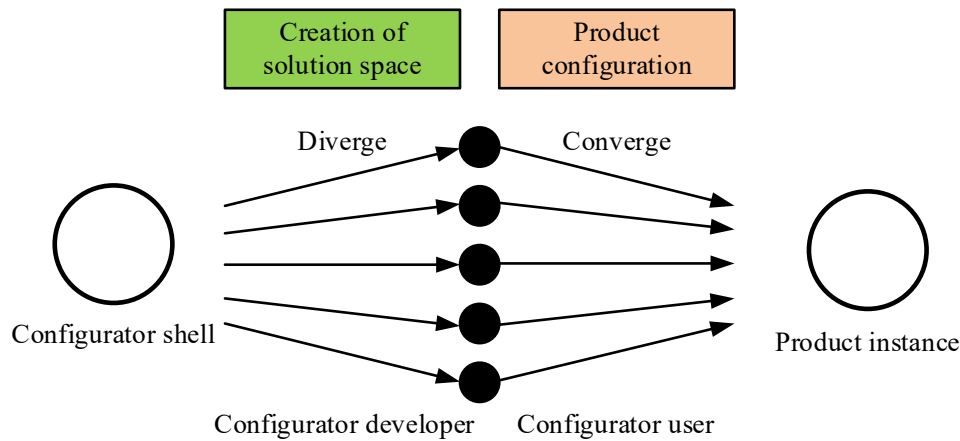 Creation of
solution space
Product
configuration
Diverge
Converge
Configurator shell
Product instance
Configurator developer
Configurator user